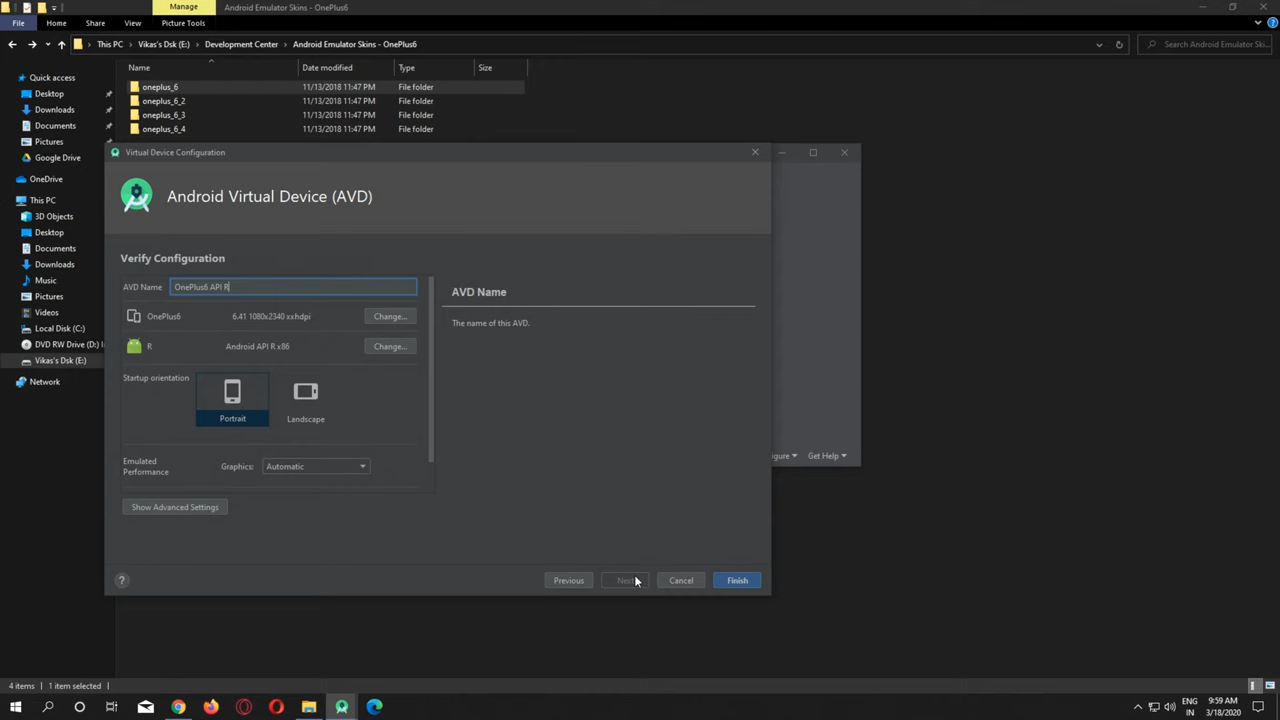 Manage
Android Emulator Skins - OnePlus6
File
Home
Share
View
Picture Tools
This PC
Vikas's Dsk (E:)
Development Center
Android Emulator Skins - OnePlus6
Search Android Emulator Sk
Name
Date modified
Type
Size
Quick access
Desktop
Downloads
Documents
Pictures
Google Drive
OneDrive
This PC
3D Objects
Desktop
Documents
Downloads
Music
Pictures
Videos
Local Disk (C:)
DVD RW Drive (D:) I
Vikas's Dsk (E:)
Network
oneplus_6 11/13/2018 11:47 PM File folder
oneplus_6_2 11/13/2018 11:47 PM File folder
oneplus_6_3 11/13/2018 11:47 PM File folder
oneplus_6_4 11/13/2018 11:47 PM File folder
Virtual Device Configuration
Android Virtual Device (AVD)
Verify Configuration
AVD Name OnePlus6 API R
OnePlus6 6.41 1080x2340 xxhdpi Change...
R Android API R x86 Change...
Startup orientation
Portrait
Landscape
Emulated
Performance
Graphics: Automatic
Show Advanced Settings
AVD Name
The name of this AVD.
igure
Get Help
?
Previous
Next
Cancel
Finish
4 items
1 item selected
ENG
IN
9:59 AM
3/18/2020